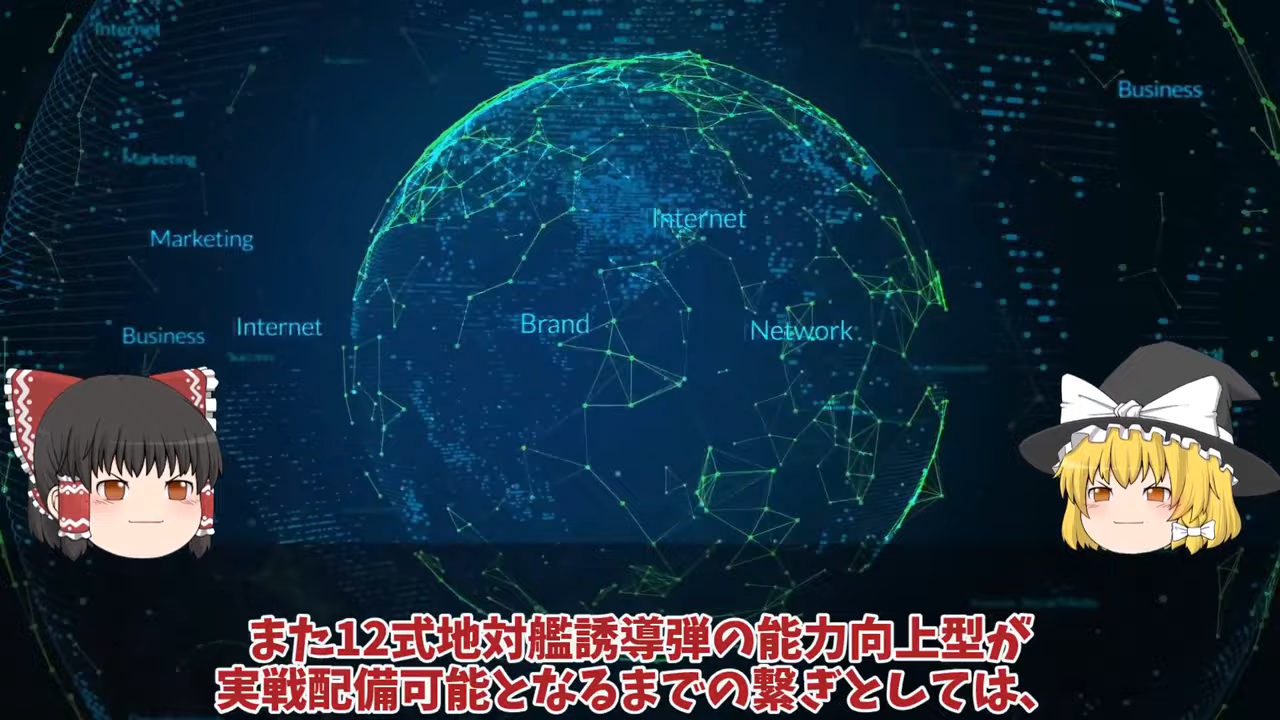 Internet
Business
Marketing
Internet
Marketing
Brand
Network
Internet
Business
また12式地対艦誘導弾の能力向上型が
実戦配備可能となるまでの繋ぎとしては、